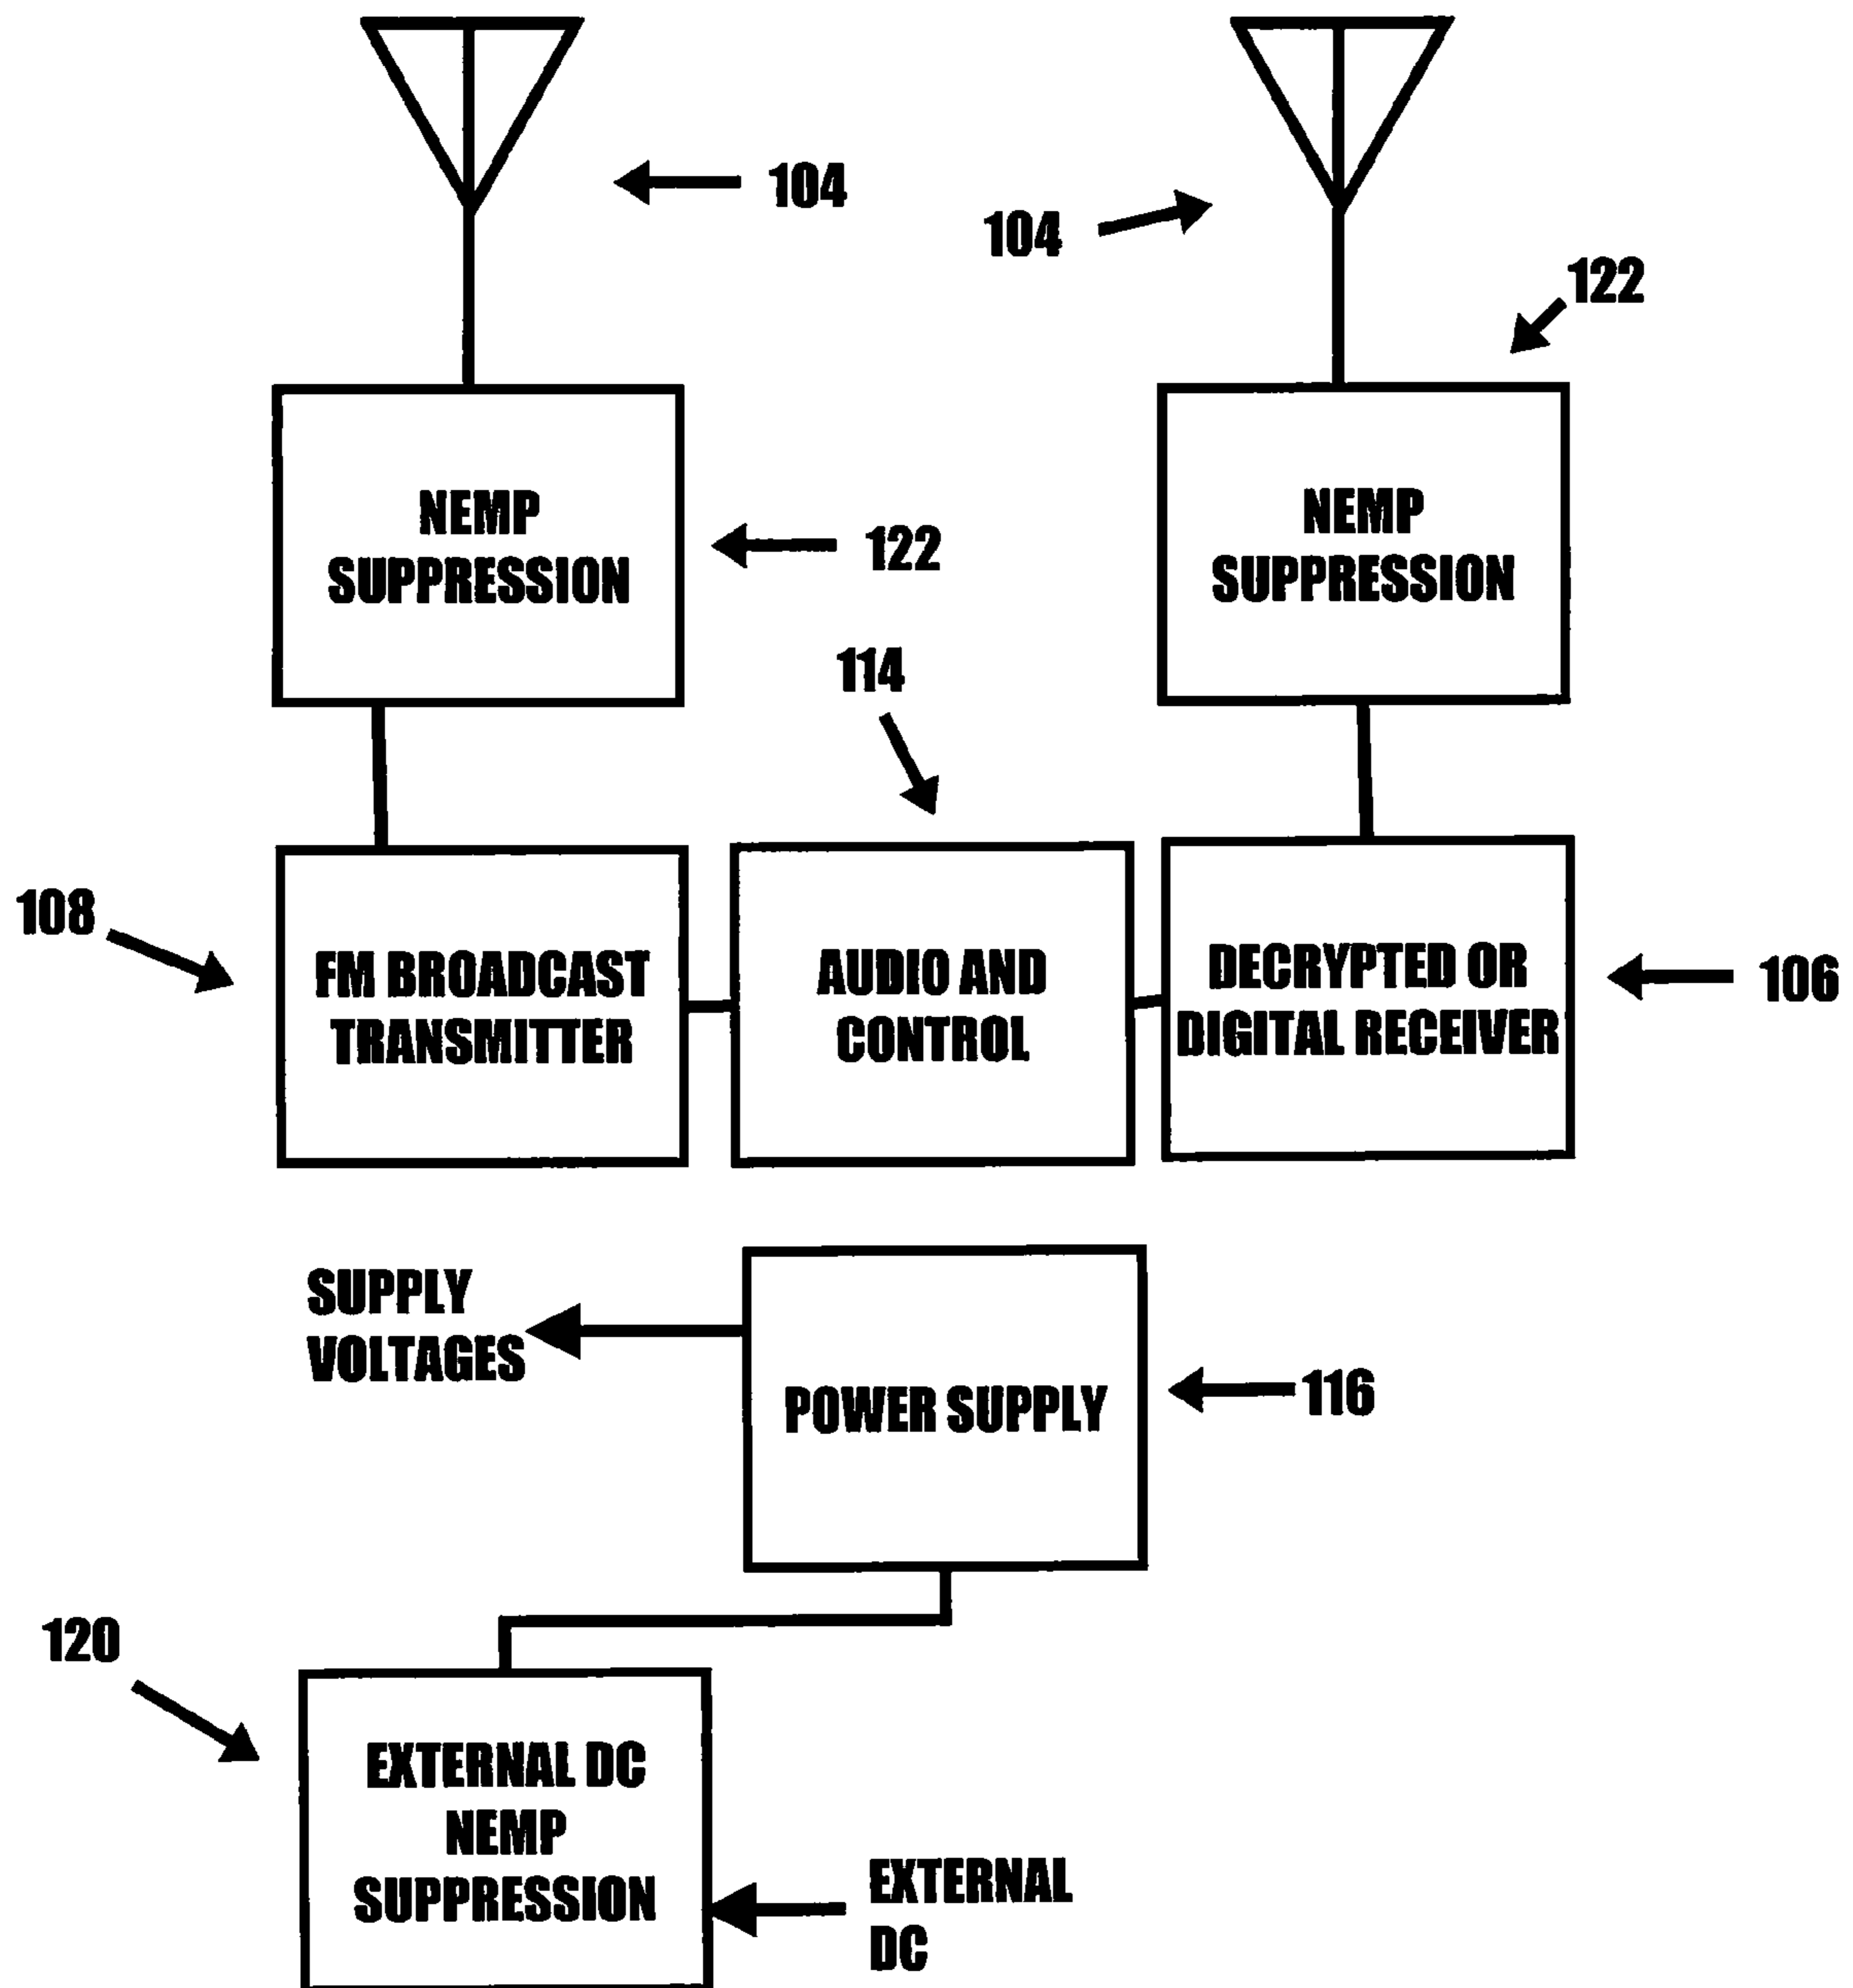 104
104
122
NEMP
SUPPRESSION
122
NEMP
SUPPRESSION
114
108
FM BROADCAST
TRANSMITTER
AUDIO AND
CONTROL
DECRYPTED OR
DIGITAL RECEIVER
106
SUPPLY
VOLTAGES
POWER SUPPLY
116
120
EXTERNAL DC
NEMP
SUPPRESSION
EXTERNAL
DC